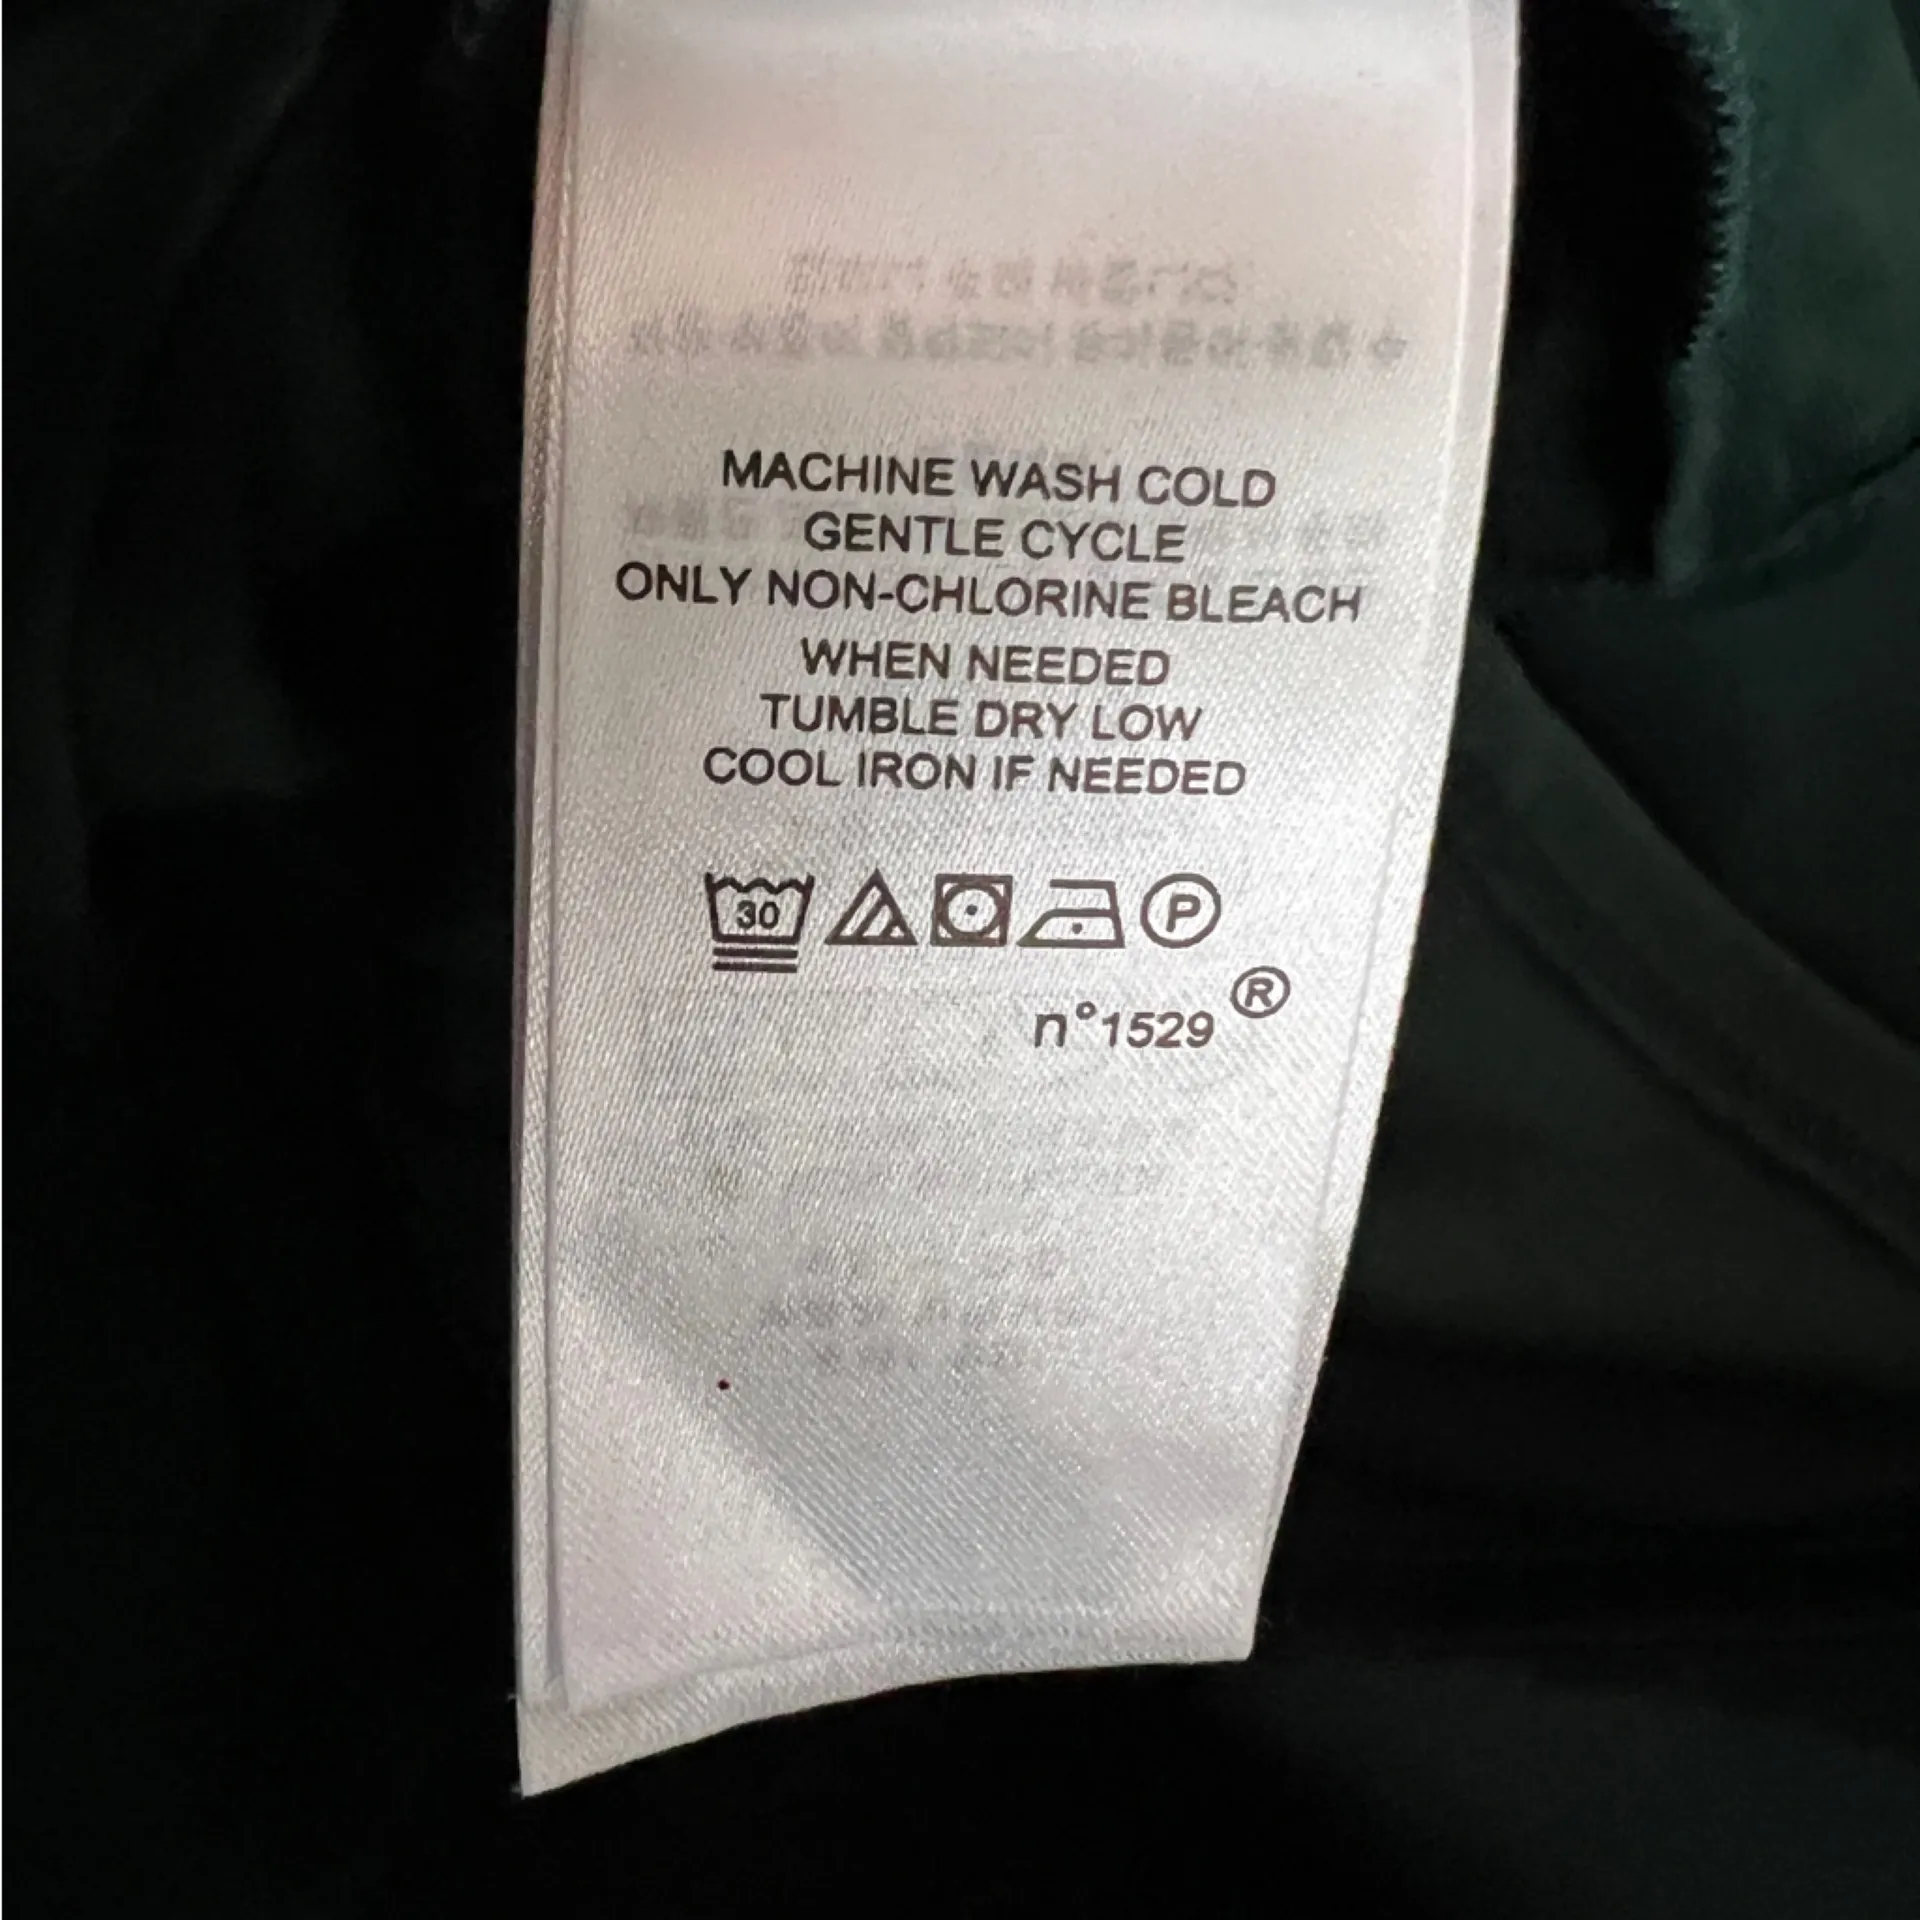 MACHINE WASH COLD
GENTLE CYCLE
ONLY NON-CHLORINE BLEACH
WHEN NEEDED
TUMBLE DRY LOW
COOL IRON IF NEEDED
30 P
n°1529 ®